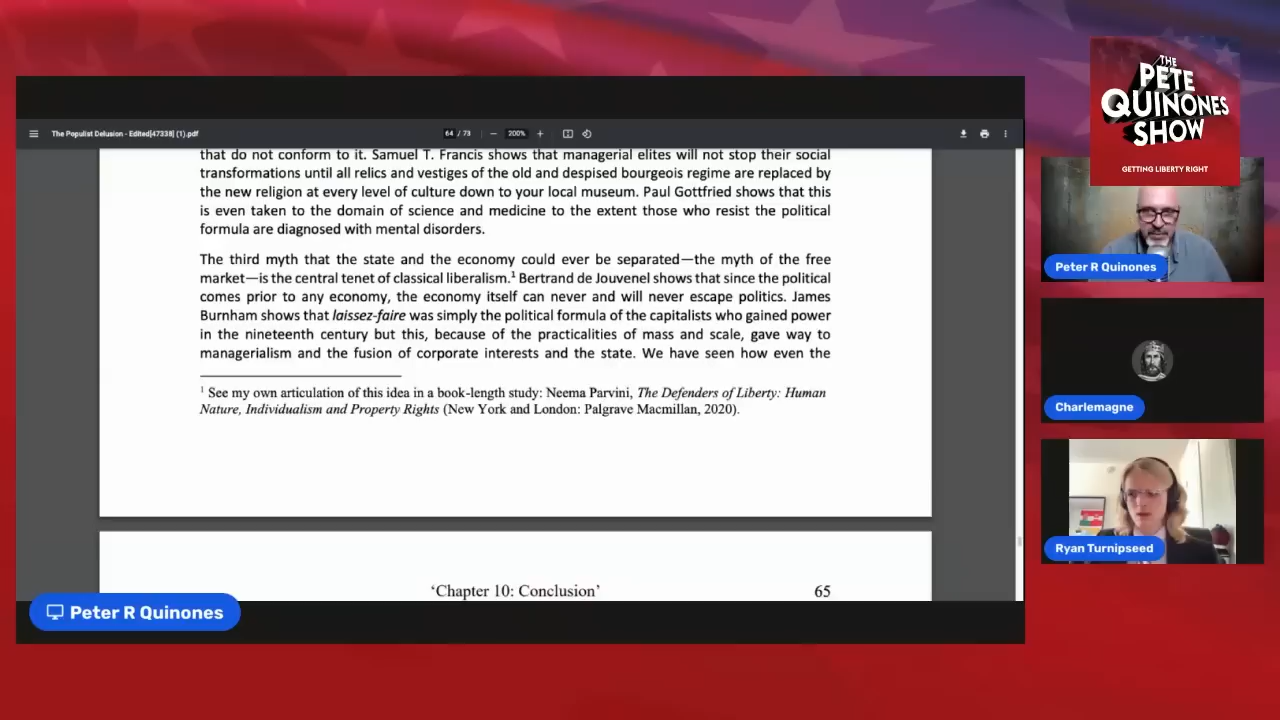 The Populist Delusion - Edited[47338] (1).pdf
64 / 73
200%
that do not conform to it. Samuel T. Francis shows that managerial elites will not stop their social
transformations until all relics and vestiges of the old and despised bourgeois regime are replaced by
the new religion at every level of culture down to your local museum. Paul Gottfried shows that this
is even taken to the domain of science and medicine to the extent those who resist the political
formula are diagnosed with mental disorders.
The third myth that the state and the economy could ever be separated—the myth of the free
market—is the central tenet of classical liberalism.¹ Bertrand de Jouvenel shows that since the political
comes prior to any economy, the economy itself can never and will never escape politics. James
Burnham shows that laissez-faire was simply the political formula of the capitalists who gained power
in the nineteenth century but this, because of the practicalities of mass and scale, gave way to
managerialism and the fusion of corporate interests and the state. We have seen how even the
¹ See my own articulation of this idea in a book-length study: Neema Parvini, The Defenders of Liberty: Human
Nature, Individualism and Property Rights (New York and London: Palgrave Macmillan, 2020).
‘Chapter 10: Conclusion’ 65
Peter R Quinones
THE
PETE
QUINONES
SHOW
GETTING LIBERTY RIGHT
Peter R Quinones
Charlemagne
Ryan Turnipseed